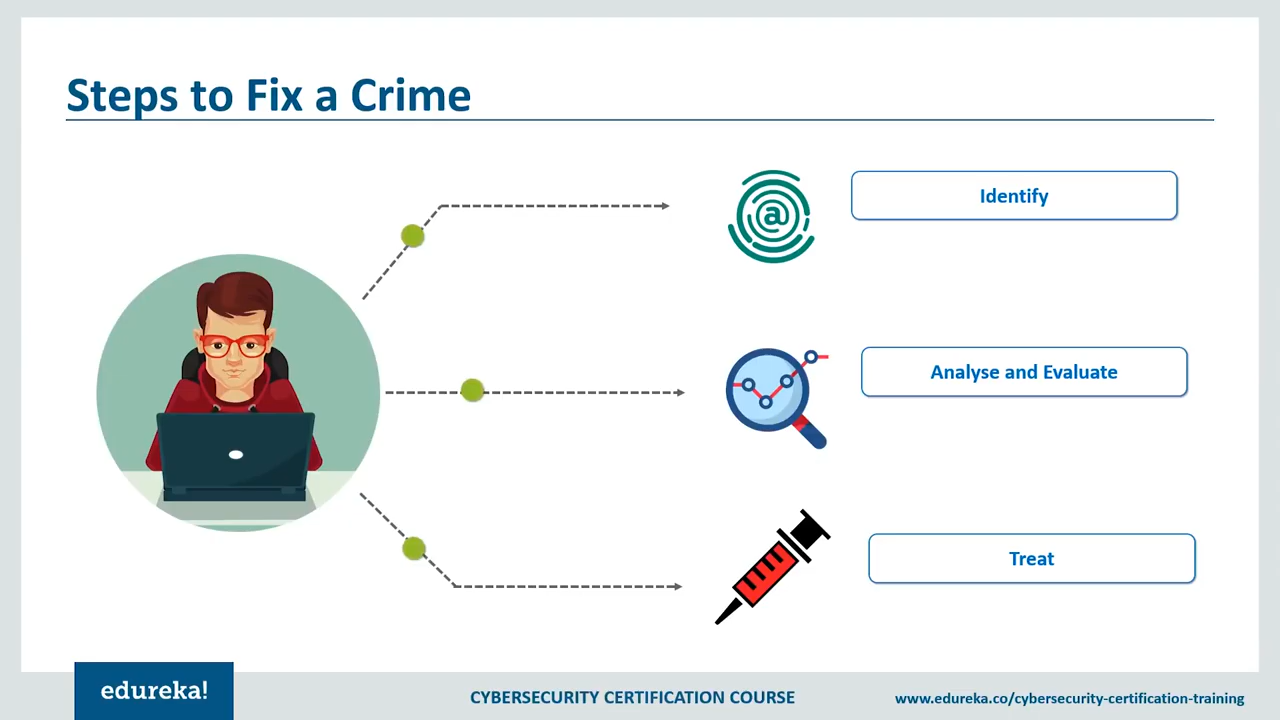 Steps to Fix a Crime
Identify
Analyse and Evaluate
Treat
edureka!
CYBERSECURITY CERTIFICATION COURSE
www.edureka.co/cybersecurity-certification-training